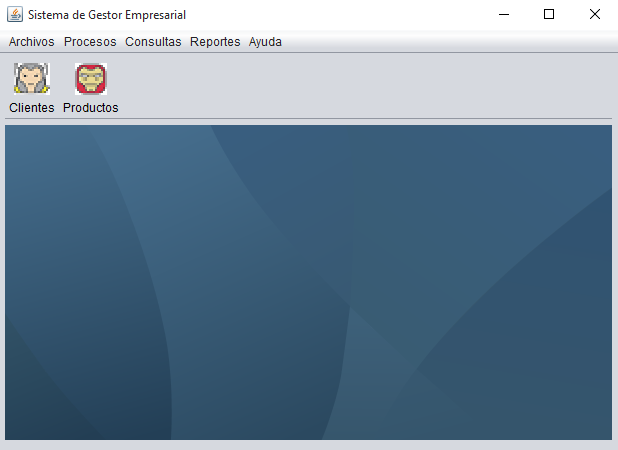 Sistema de Gestor Empresarial
Archivos Procesos Consultas Reportes Ayuda
Clientes Productos